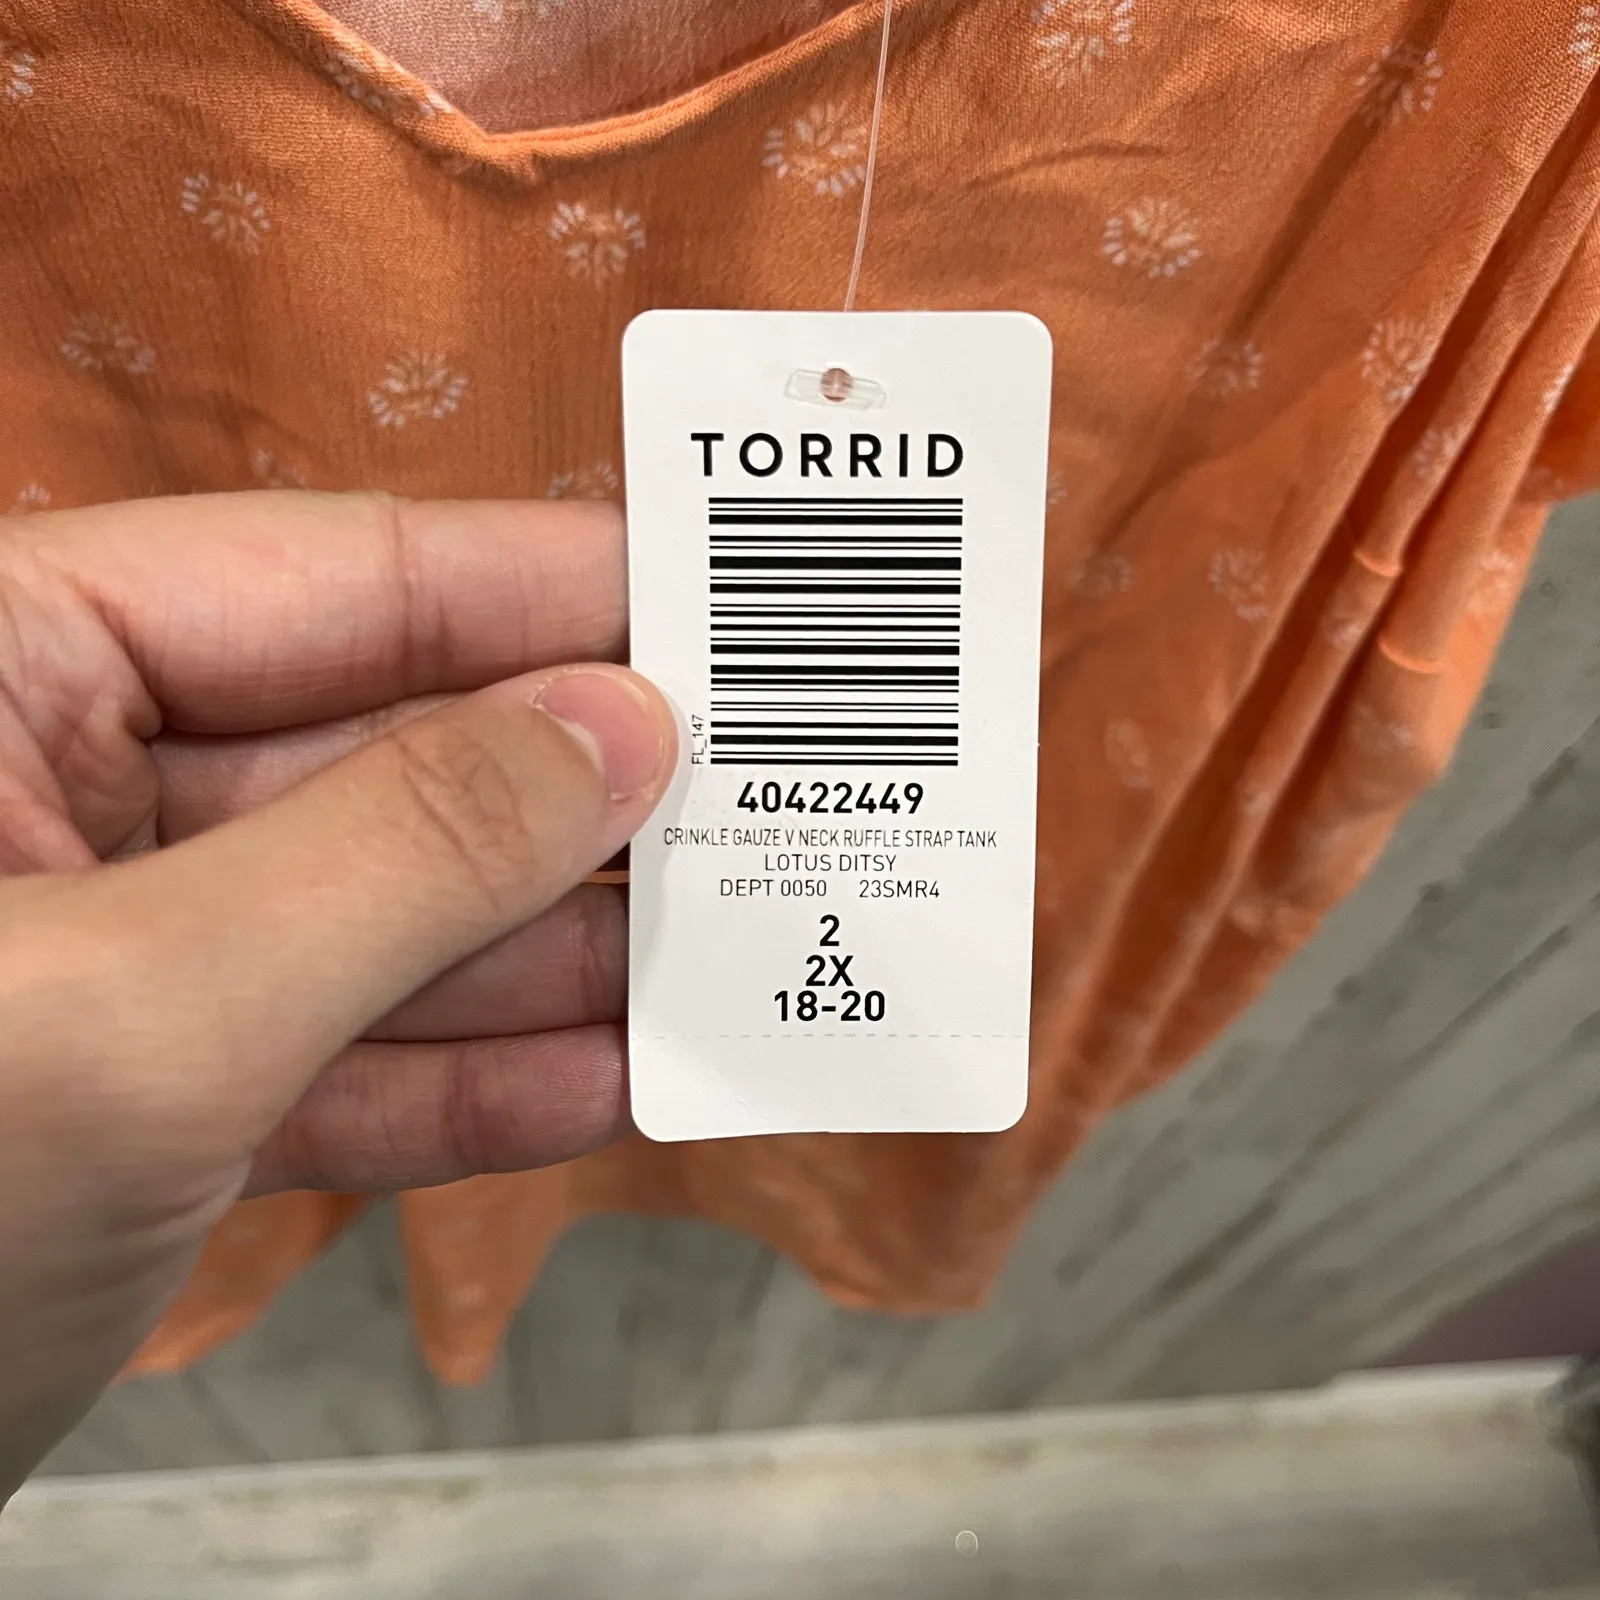 TORRID
FL_147
40422449
CRINKLE GAUZE V NECK RUFFLE STRAP TANK
LOTUS DITSY
DEPT 0050 23SMR4
2
2X
18-20